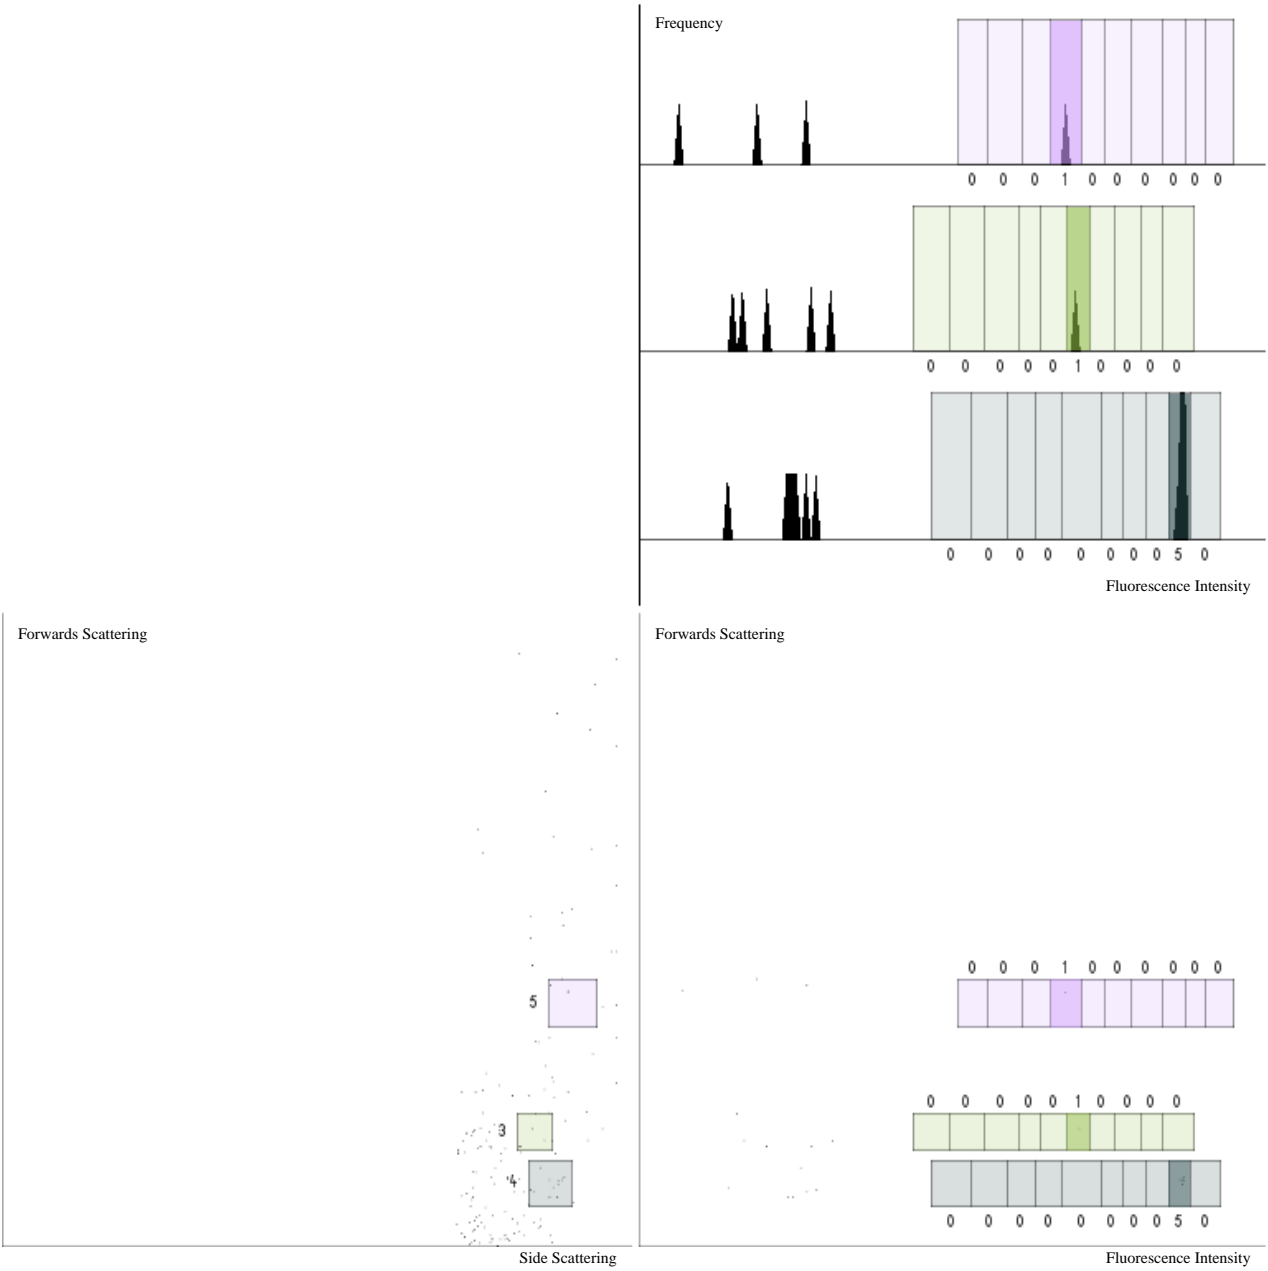 Frequency
0 0 0 1 0 0 0 0 0 0
0 0 0 0 0 1 0 0 0 0
0 0 0 0 0 0 0 0 5 0
Fluorescence Intensity
Forwards Scattering
Forwards Scattering
0 0 0 1 0 0 0 0 0 0
5
0 0 0 0 0 1 0 0 0 0
3
4
0 0 0 0 0 0 0 0 5 0
Side Scattering
Fluorescence Intensity